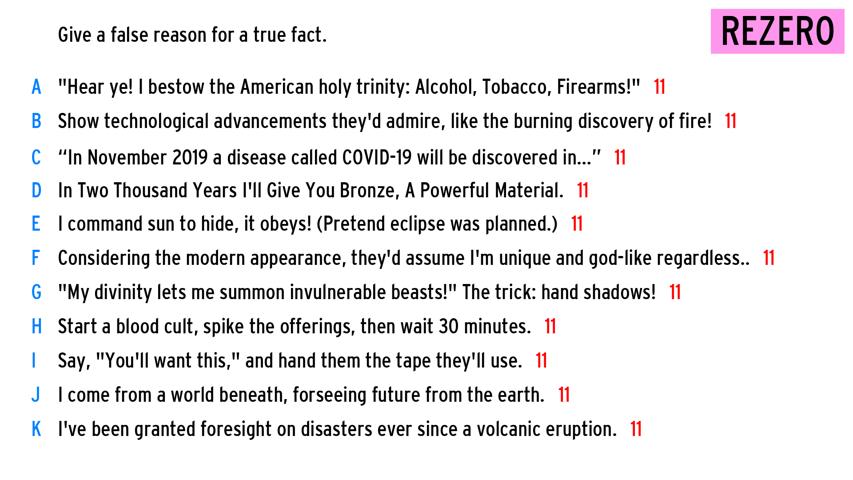 Give a false reason for a true fact.
REZERO
A "Hear ye! I bestow the American holy trinity: Alcohol, Tobacco, Firearms!" 11
B Show technological advancements they'd admire, like the burning discovery of fire! 11
C “In November 2019 a disease called COVID-19 will be discovered in...” 11
D In Two Thousand Years I'll Give You Bronze, A Powerful Material. 11
E I command sun to hide, it obeys! (Pretend eclipse was planned.) 11
F Considering the modern appearance, they'd assume I'm unique and god-like regardless.. 11
G "My divinity lets me summon invulnerable beasts!" The trick: hand shadows! 11
H Start a blood cult, spike the offerings, then wait 30 minutes. 11
I Say, "You'll want this," and hand them the tape they'll use. 11
J I come from a world beneath, forseeing future from the earth. 11
K I've been granted foresight on disasters ever since a volcanic eruption. 11